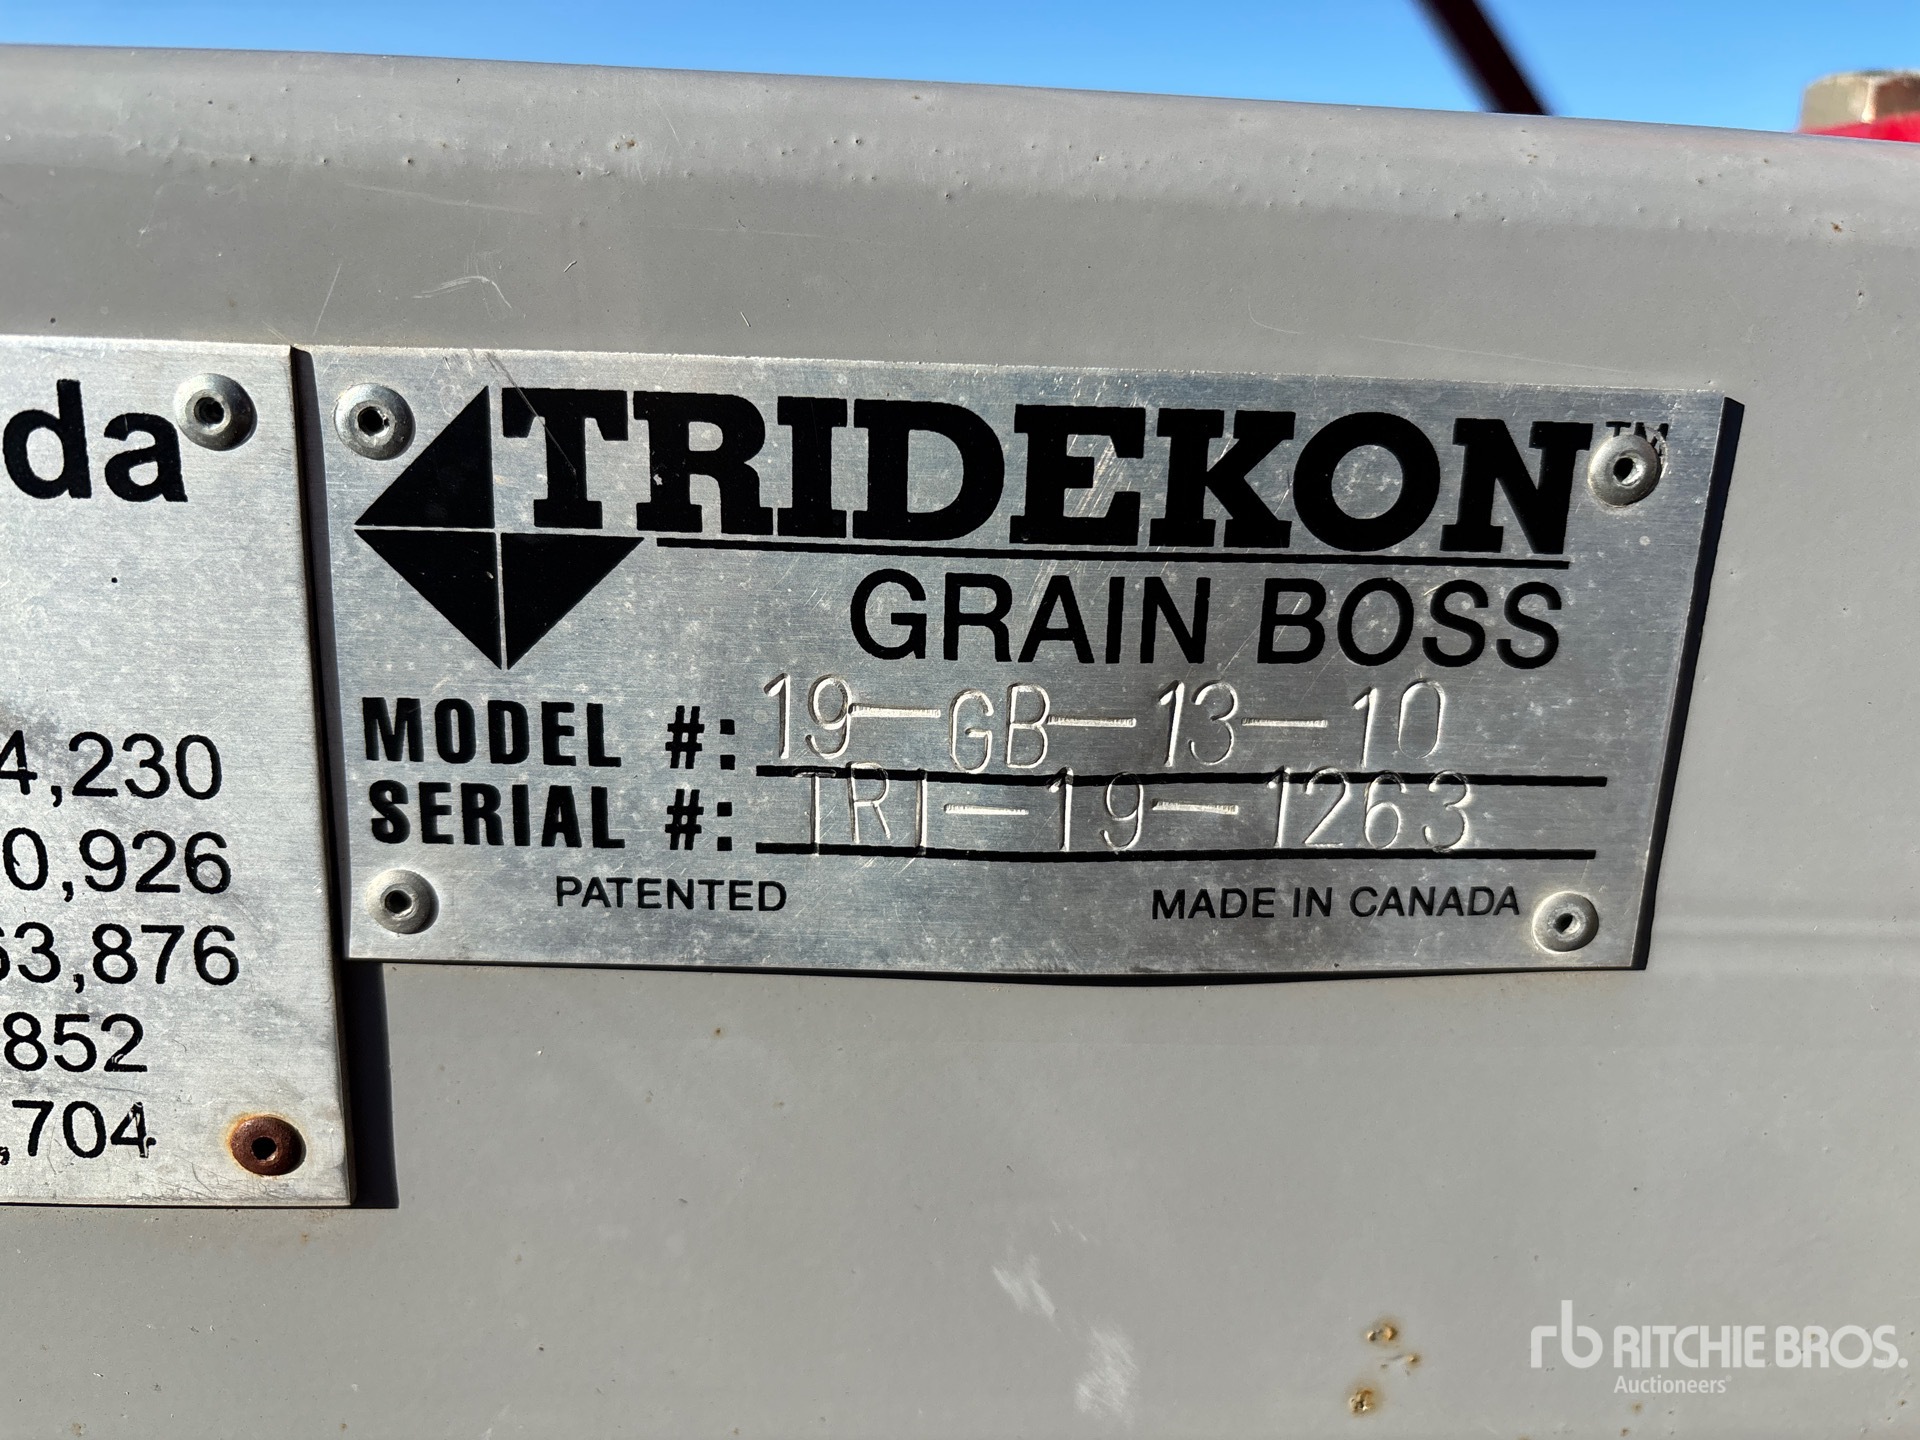 da
4,230
0,926
63,876
852
,704
TRIDEKON™
GRAIN BOSS
MODEL #: 19-GB-13-10
SERIAL #: TRI-19-1263
PATENTED MADE IN CANADA
rb RITCHIE BROS.
Auctioneers